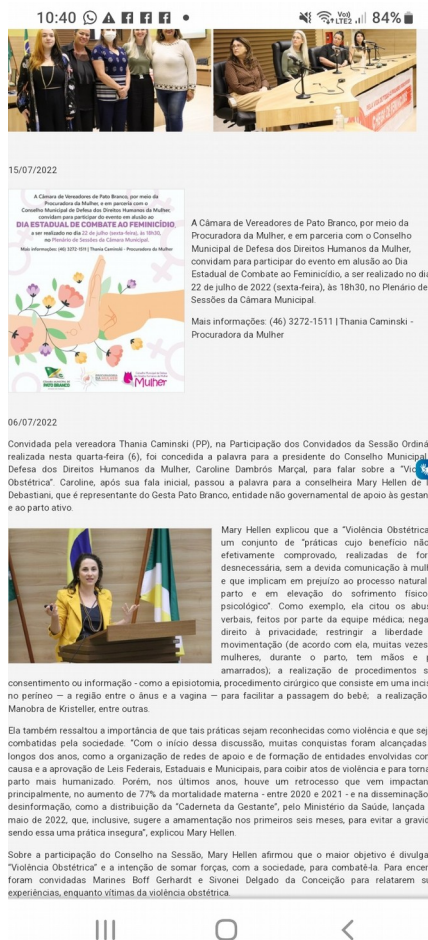 10:40
Vo))
LTE2
84%
15/07/2022
A Câmara de Vereadores de Pato Branco, por meio da
Procuradora da Mulher, e em parceria com o
Conselho Municipal de Defesa dos Direitos Humanos da Mulher,
convidam para participar do evento em alusão ao
DIA ESTADUAL DE COMBATE AO FEMINICÍDIO,
a ser realizado no dia 22 de julho (sexta-feira), às 18h30,
no Plenário de Sessões da Câmara Municipal.
Mais informações: (46) 3272-1511 | Thania Caminski - Procuradora da Mulher
PATO BRANCO
Mulher
A Câmara de Vereadores de Pato Branco, por meio da
Procuradora da Mulher, e em parceria com o Conselho
Municipal de Defesa dos Direitos Humanos da Mulher,
convidam para participar do evento em alusão ao Dia
Estadual de Combate ao Feminicídio, a ser realizado no dia
22 de julho de 2022 (sexta-feira), às 18h30, no Plenário de
Sessões da Câmara Municipal.
Mais informações: (46) 3272-1511 | Thania Caminski -
Procuradora da Mulher
06/07/2022
Convidada pela vereadora Thania Caminski (PP), na Participação dos Convidados da Sessão Ordiná
realizada nesta quarta-feira (6), foi concedida a palavra para a presidente do Conselho Municipal
Defesa dos Direitos Humanos da Mulher, Caroline Dambrós Marçal, para falar sobre a “Vio
Obstétrica”. Caroline, após sua fala inicial, passou a palavra para a conselheira Mary Hellen de
Debastiani, que é representante do Gesta Pato Branco, entidade não governamental de apoio às gestan
e ao parto ativo.
Mary Hellen explicou que a “Violência Obstétrica
um conjunto de “práticas cujo benefício não
efetivamente comprovado, realizadas de for
desnecessária, sem a devida comunicação à mulh
e que implicam em prejuízo ao processo natural
parto e em elevação do sofrimento físico
psicológico”. Como exemplo, ela citou os abus
verbais, feitos por parte da equipe médica; nega
direito à privacidade; restringir a liberdade
movimentação (de acordo com ela, muitas vezes
mulheres, durante o parto, tem mãos e p
amarrados); a realização de procedimentos s
consentimento ou informação - como a episiotomia, procedimento cirúrgico que consiste em uma incis
no períneo — a região entre o ânus e a vagina — para facilitar a passagem do bebê; a realização
Manobra de Kristeller, entre outras.
Ela também ressaltou a importância de que tais práticas sejam reconhecidas como violência e que sej
combatidas pela sociedade. “Com o início dessa discussão, muitas conquistas foram alcançadas
longos dos anos, como a organização de redes de apoio e de formação de entidades envolvidas con
causa e a aprovação de Leis Federais, Estaduais e Municipais, para coibir atos de violência e para torna
parto mais humanizado. Porém, nos últimos anos, houve um retrocesso que vem impactan
principalmente, no aumento de 77% da mortalidade materna - entre 2020 e 2021 - e na disseminação
desinformação, como a distribuição da “Caderneta da Gestante”, pelo Ministério da Saúde, lançada
maio de 2022, que, inclusive, sugere a amamentação nos primeiros seis meses, para evitar a gravid
sendo essa uma prática insegura”, explicou Mary Hellen.
Sobre a participação do Conselho na Sessão, Mary Hellen afirmou que o maior objetivo é divulga
“Violência Obstétrica” e a intenção de somar forças, com a sociedade, para combatê-la. Para encer
foram convidadas Marines Boff Gerhardt e Sivonei Delgado da Conceição para relatarem su
experiências, enquanto vítimas da violência obstétrica.